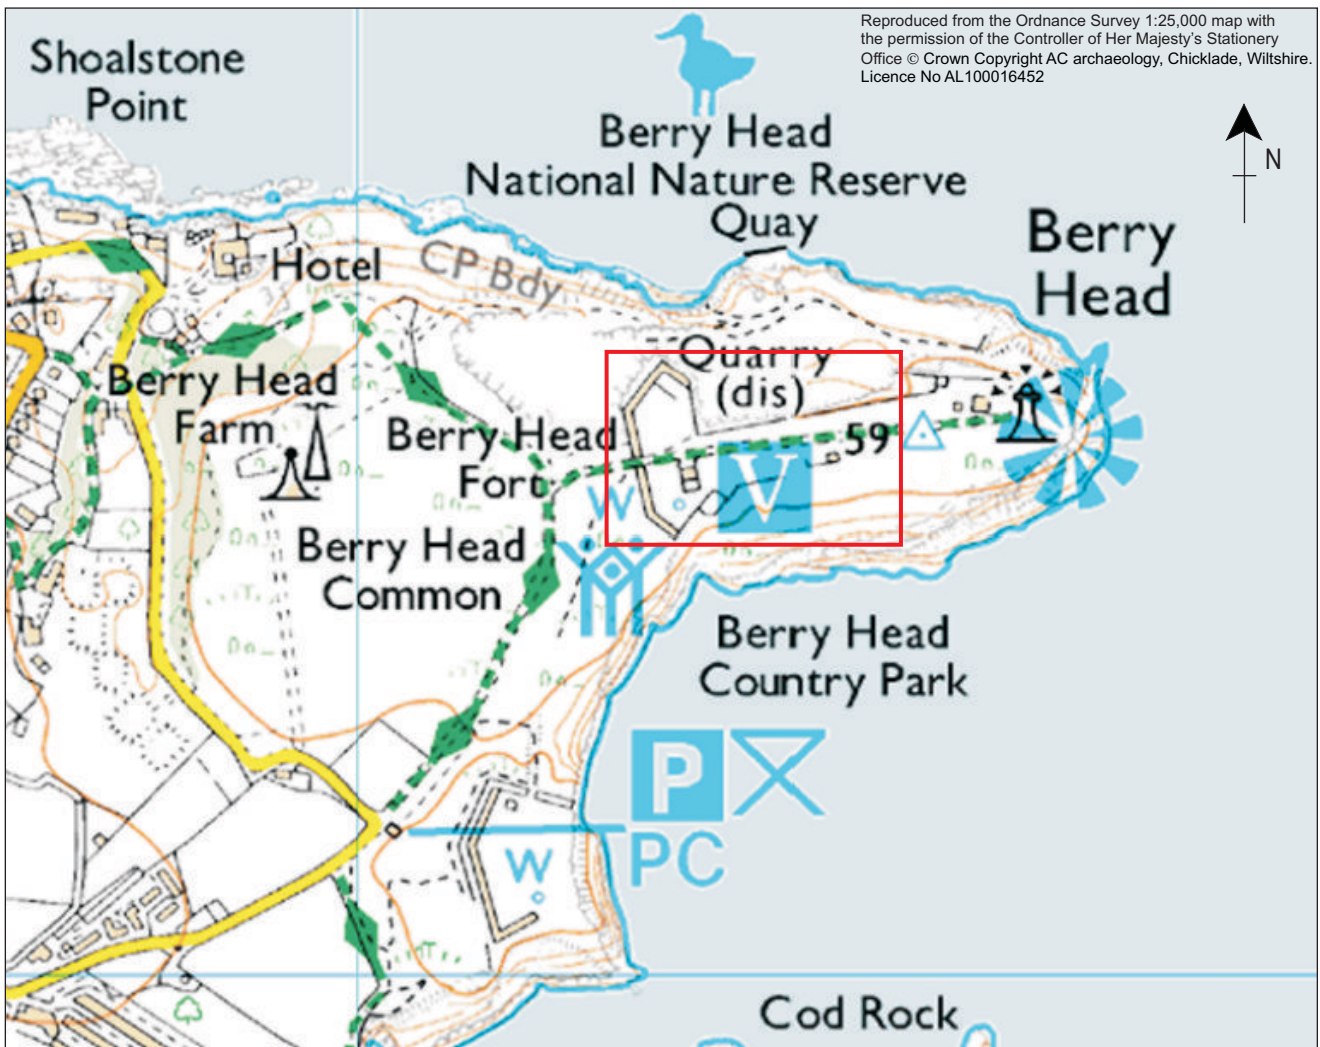 Reproduced from the Ordnance Survey 1:25,000 map with
the permission of the Controller of Her Majesty's Stationery
Office © Crown Copyright AC archaeology, Chicklade, Wiltshire.
Licence No AL100016452
N
Shoalstone
Point
Berry Head
National Nature Reserve
Quay
Berry
Head
Hotel
CP Bdy
Quarry
(dis)
Berry Head
Farm
Berry Head
Fort
59
V
W
Berry Head
Common
Berry Head
Country Park
P
PC
W
Cod Rock